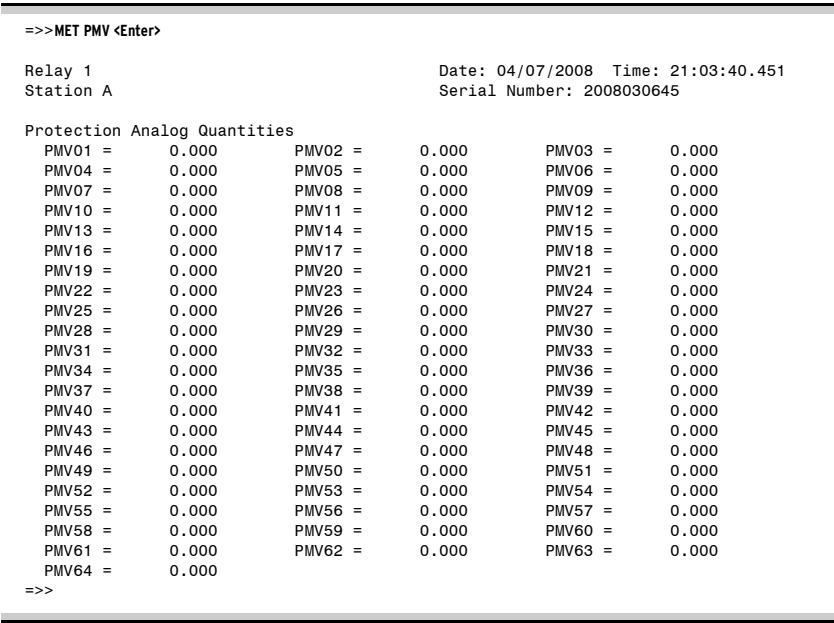 =>>MET PMV <Enter>
Relay 1 Date: 04/07/2008 Time: 21:03:40.451
Station A Serial Number: 2008030645
Protection Analog Quantities
PMV01 = 0.000 PMV02 = 0.000 PMV03 = 0.000
PMV04 = 0.000 PMV05 = 0.000 PMV06 = 0.000
PMV07 = 0.000 PMV08 = 0.000 PMV09 = 0.000
PMV10 = 0.000 PMV11 = 0.000 PMV12 = 0.000
PMV13 = 0.000 PMV14 = 0.000 PMV15 = 0.000
PMV16 = 0.000 PMV17 = 0.000 PMV18 = 0.000
PMV19 = 0.000 PMV20 = 0.000 PMV21 = 0.000
PMV22 = 0.000 PMV23 = 0.000 PMV24 = 0.000
PMV25 = 0.000 PMV26 = 0.000 PMV27 = 0.000
PMV28 = 0.000 PMV29 = 0.000 PMV30 = 0.000
PMV31 = 0.000 PMV32 = 0.000 PMV33 = 0.000
PMV34 = 0.000 PMV35 = 0.000 PMV36 = 0.000
PMV37 = 0.000 PMV38 = 0.000 PMV39 = 0.000
PMV40 = 0.000 PMV41 = 0.000 PMV42 = 0.000
PMV43 = 0.000 PMV44 = 0.000 PMV45 = 0.000
PMV46 = 0.000 PMV47 = 0.000 PMV48 = 0.000
PMV49 = 0.000 PMV50 = 0.000 PMV51 = 0.000
PMV52 = 0.000 PMV53 = 0.000 PMV54 = 0.000
PMV55 = 0.000 PMV56 = 0.000 PMV57 = 0.000
PMV58 = 0.000 PMV59 = 0.000 PMV60 = 0.000
PMV61 = 0.000 PMV62 = 0.000 PMV63 = 0.000
PMV64 = 0.000
=>>